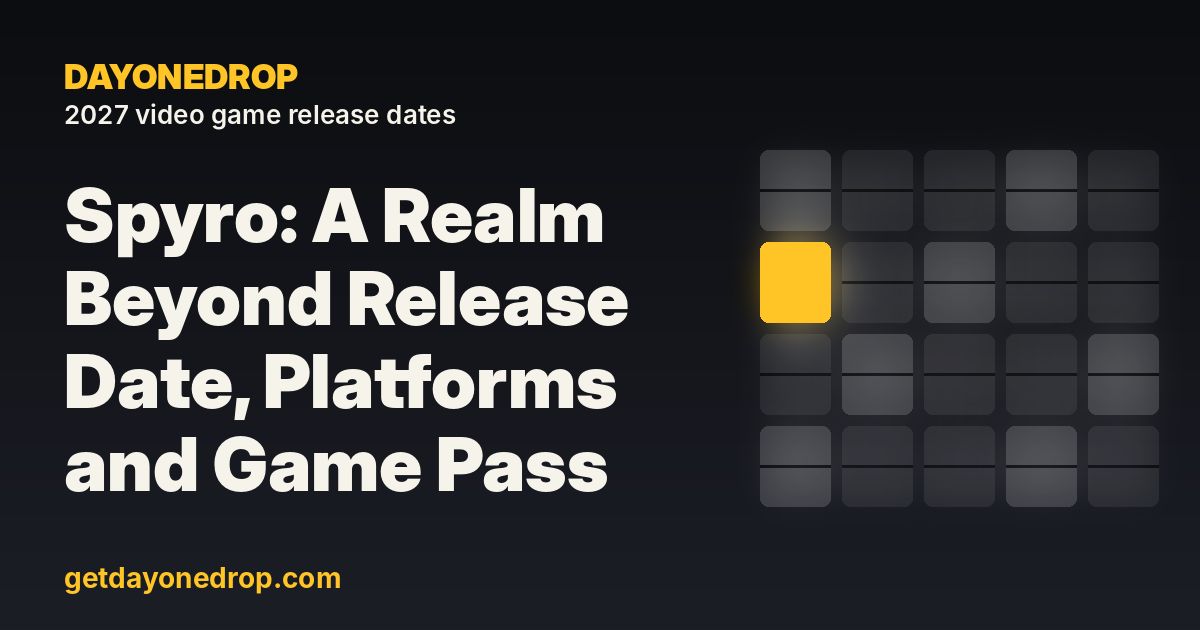 DAYONEDROP
2027 video game release dates
Spyro: A Realm
Beyond Release
Date, Platforms
and Game Pass
getdayonedrop.com